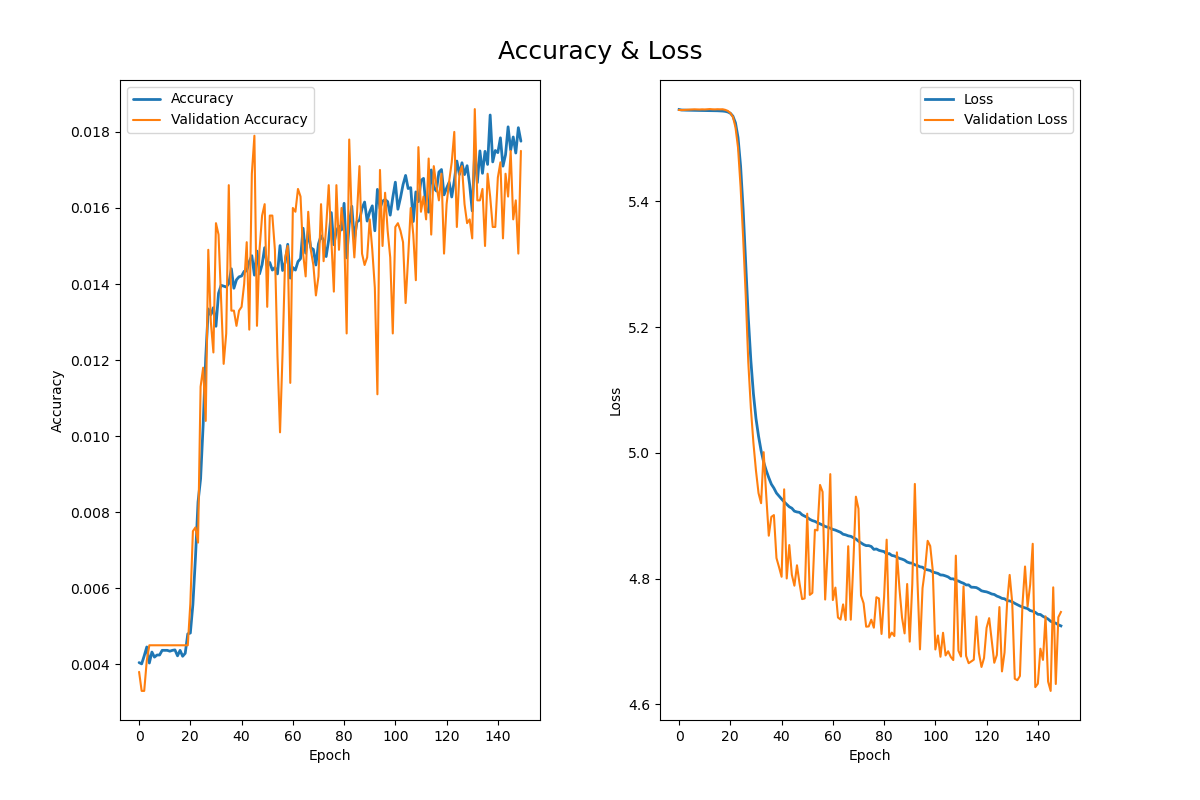 Accuracy & Loss
Accuracy
Validation Accuracy
0.018
0.016
0.014
0.012
0.010
0.008
0.006
0.004
Accuracy
0 20 40 60 80 100 120 140
Epoch
Loss
Validation Loss
5.4
5.2
5.0
4.8
4.6
Loss
0 20 40 60 80 100 120 140
Epoch